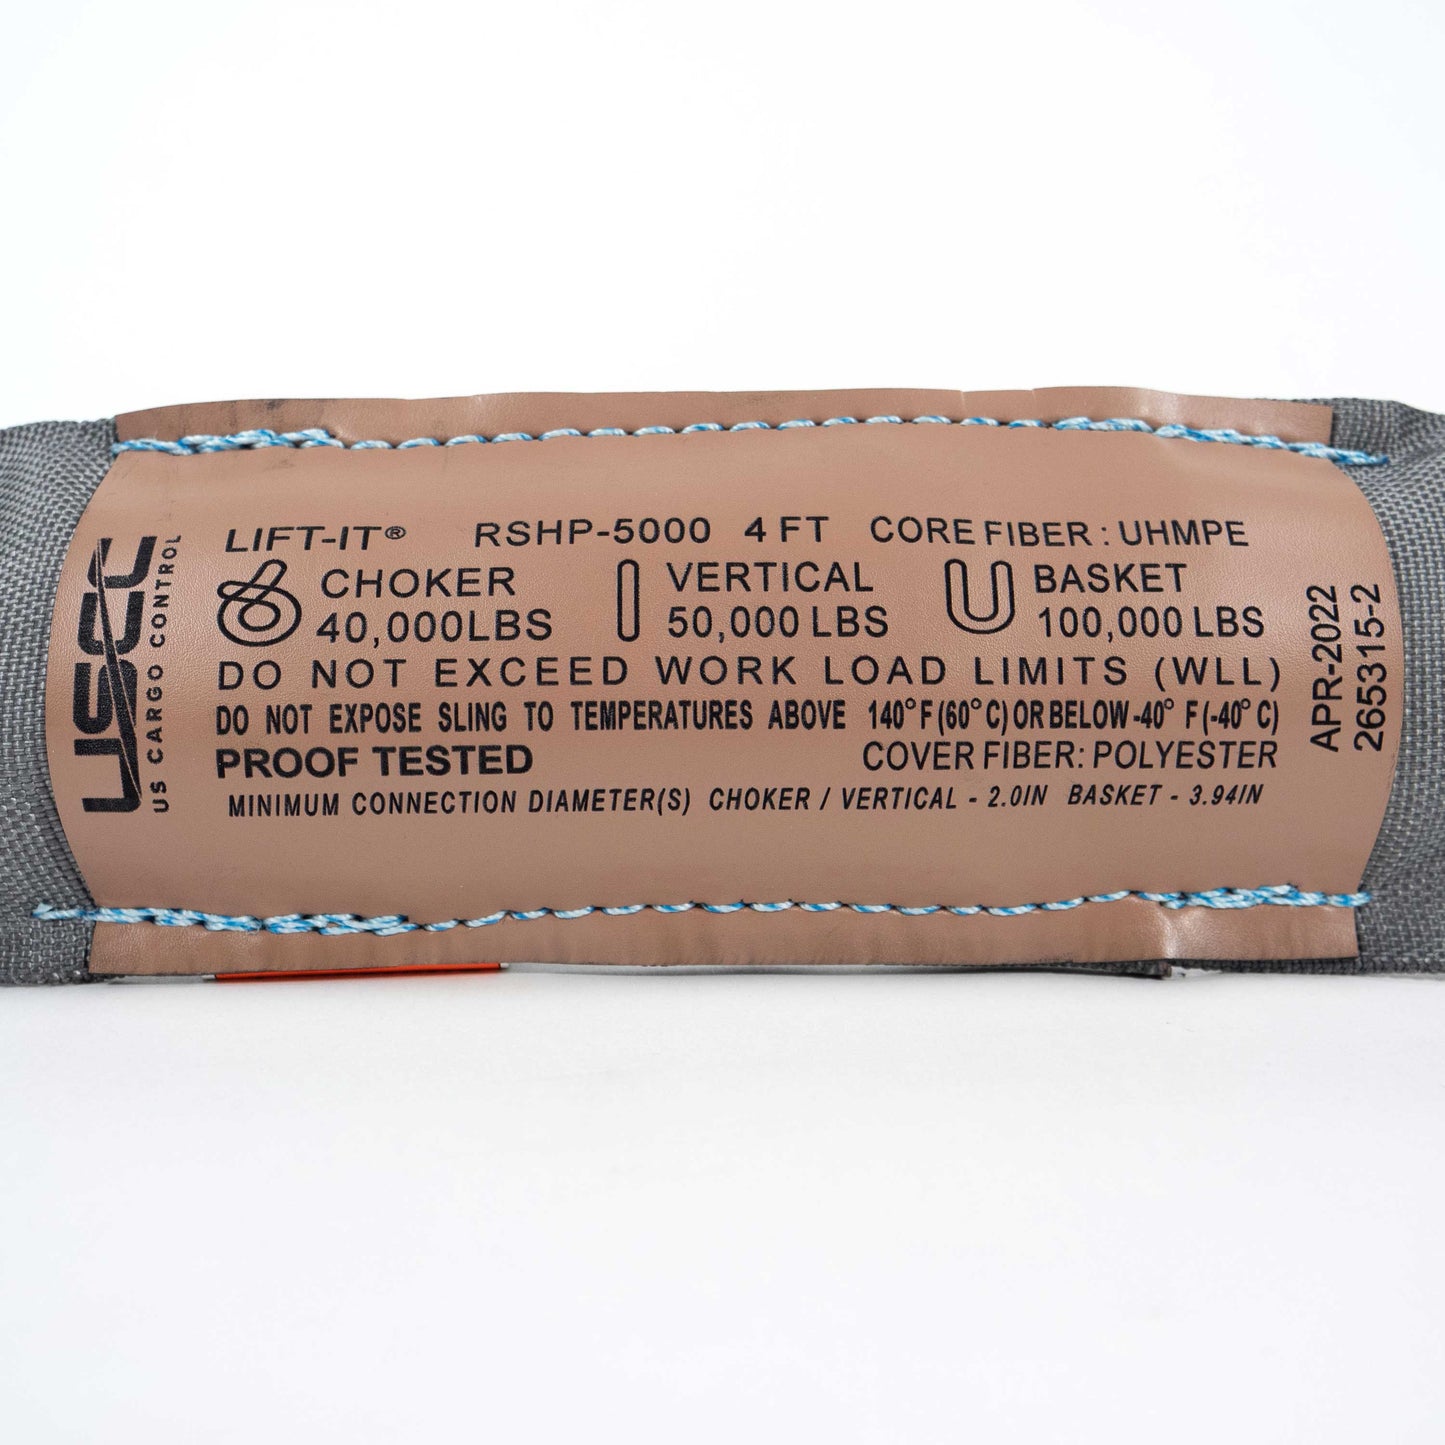 USCC
US CARGO CONTROL
LIFT-IT® RSHP-5000 4 FT CORE FIBER : UHMPE
CHOKER VERTICAL BASKET
40,000LBS 50,000 LBS 100,000 LBS
DO NOT EXCEED WORK LOAD LIMITS (WLL)
DO NOT EXPOSE SLING TO TEMPERATURES ABOVE 140°F(60°C) OR BELOW -40° F(-40°C)
PROOF TESTED COVER FIBER: POLYESTER
MINIMUM CONNECTION DIAMETER(S) CHOKER / VERTICAL - 2.0IN BASKET - 3.94IN
APR-2022
265315-2